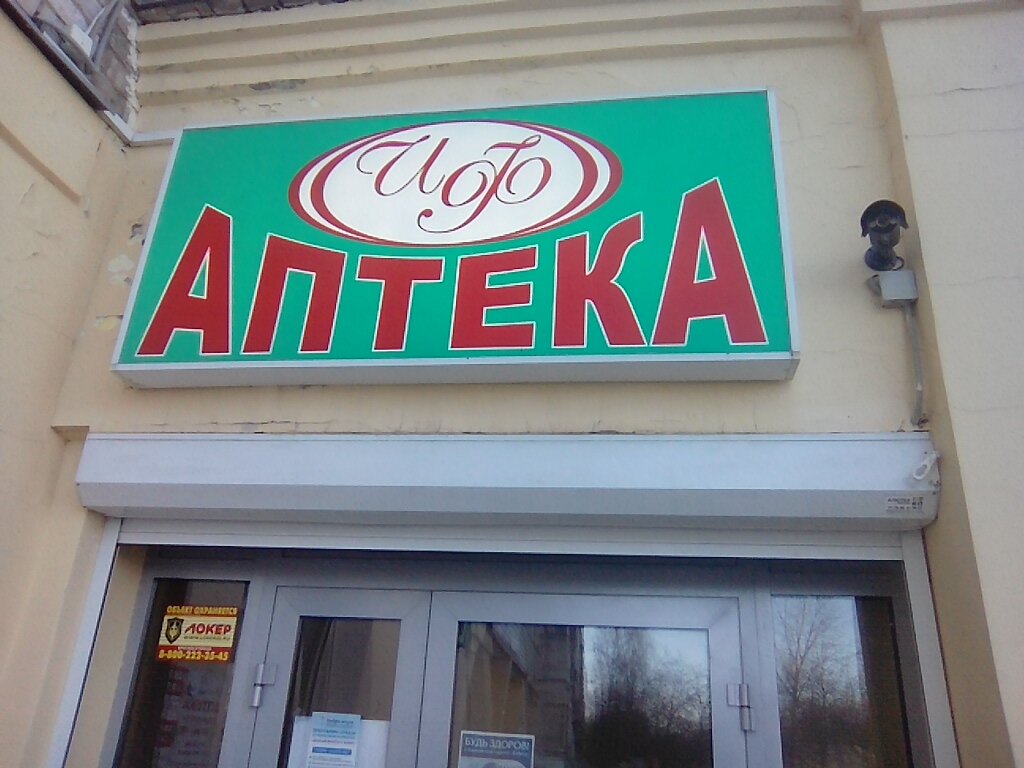 ИФ
АПТЕКА
ОБЪЕКТ ОХРАНЯЕТСЯ
ЛОКЕР
8-800-222-35-45
БУДЬ ЗДОРОВ!